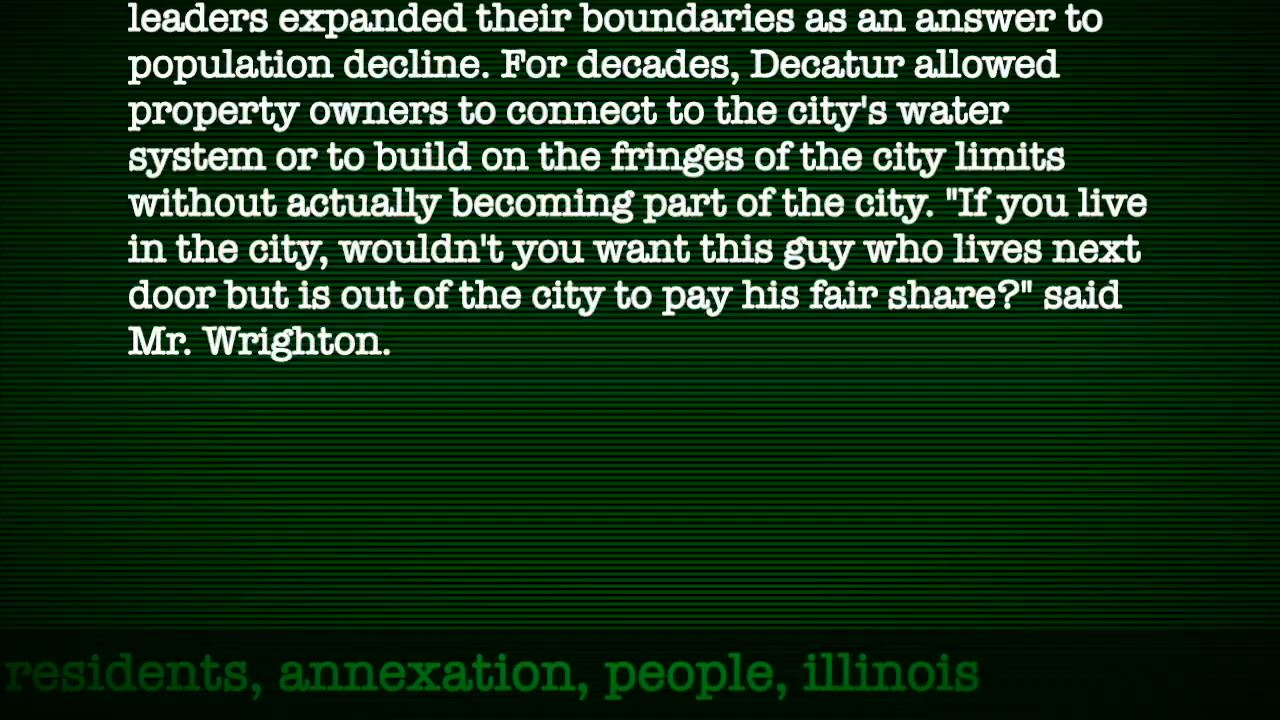 leaders expanded their boundaries as an answer to
population decline. For decades, Decatur allowed
property owners to connect to the city's water
system or to build on the fringes of the city limits
without actually becoming part of the city. "If you live
in the city, wouldn't you want this guy who lives next
door but is out of the city to pay his fair share?" said
Mr. Wrighton.
residents, annexation, people, illinois